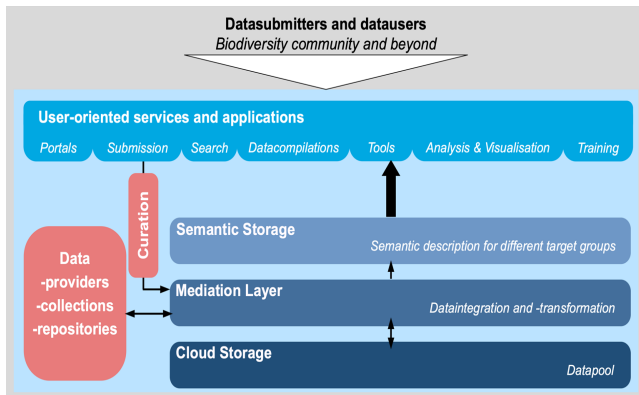 Datasubmitters and datausers
Biodiversity community and beyond
User-oriented services and applications
Portals Submission Search Datacompilations Tools Analysis & Visualisation Training
Curation
Data
-providers
-collections
-repositories
Semantic Storage
Semantic description for different target groups
Mediation Layer
Dataintegration and -transformation
Cloud Storage
Datapool